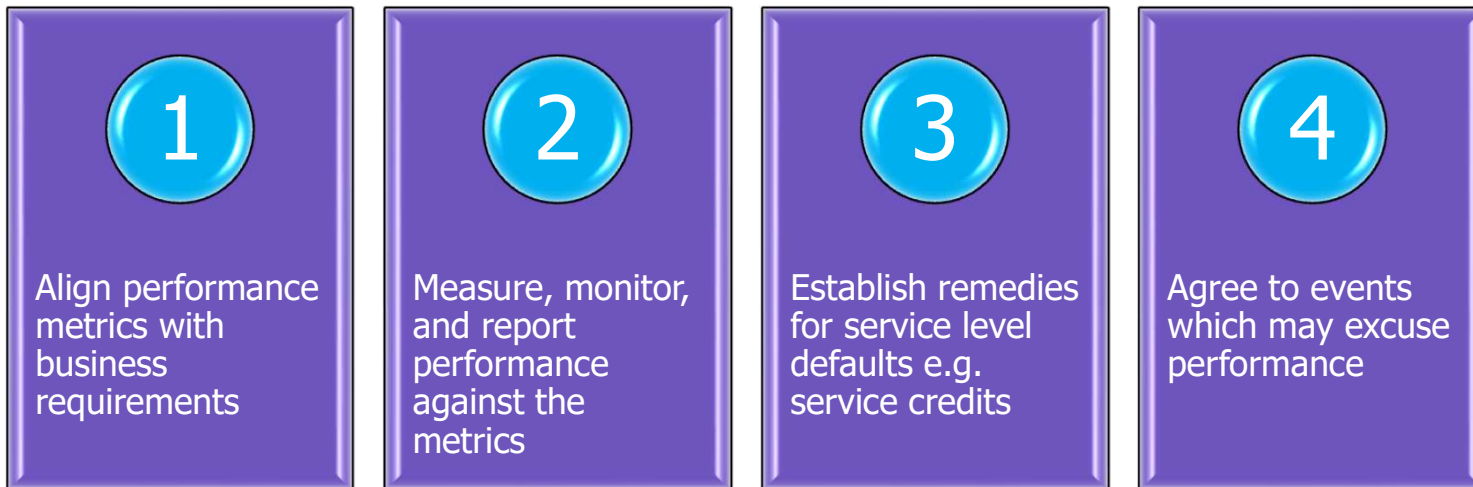 1
Align performance
metrics with
business
requirements
2
Measure, monitor,
and report
performance
against the
metrics
3
Establish remedies
for service level
defaults e.g.
service credits
4
Agree to events
which may excuse
performance